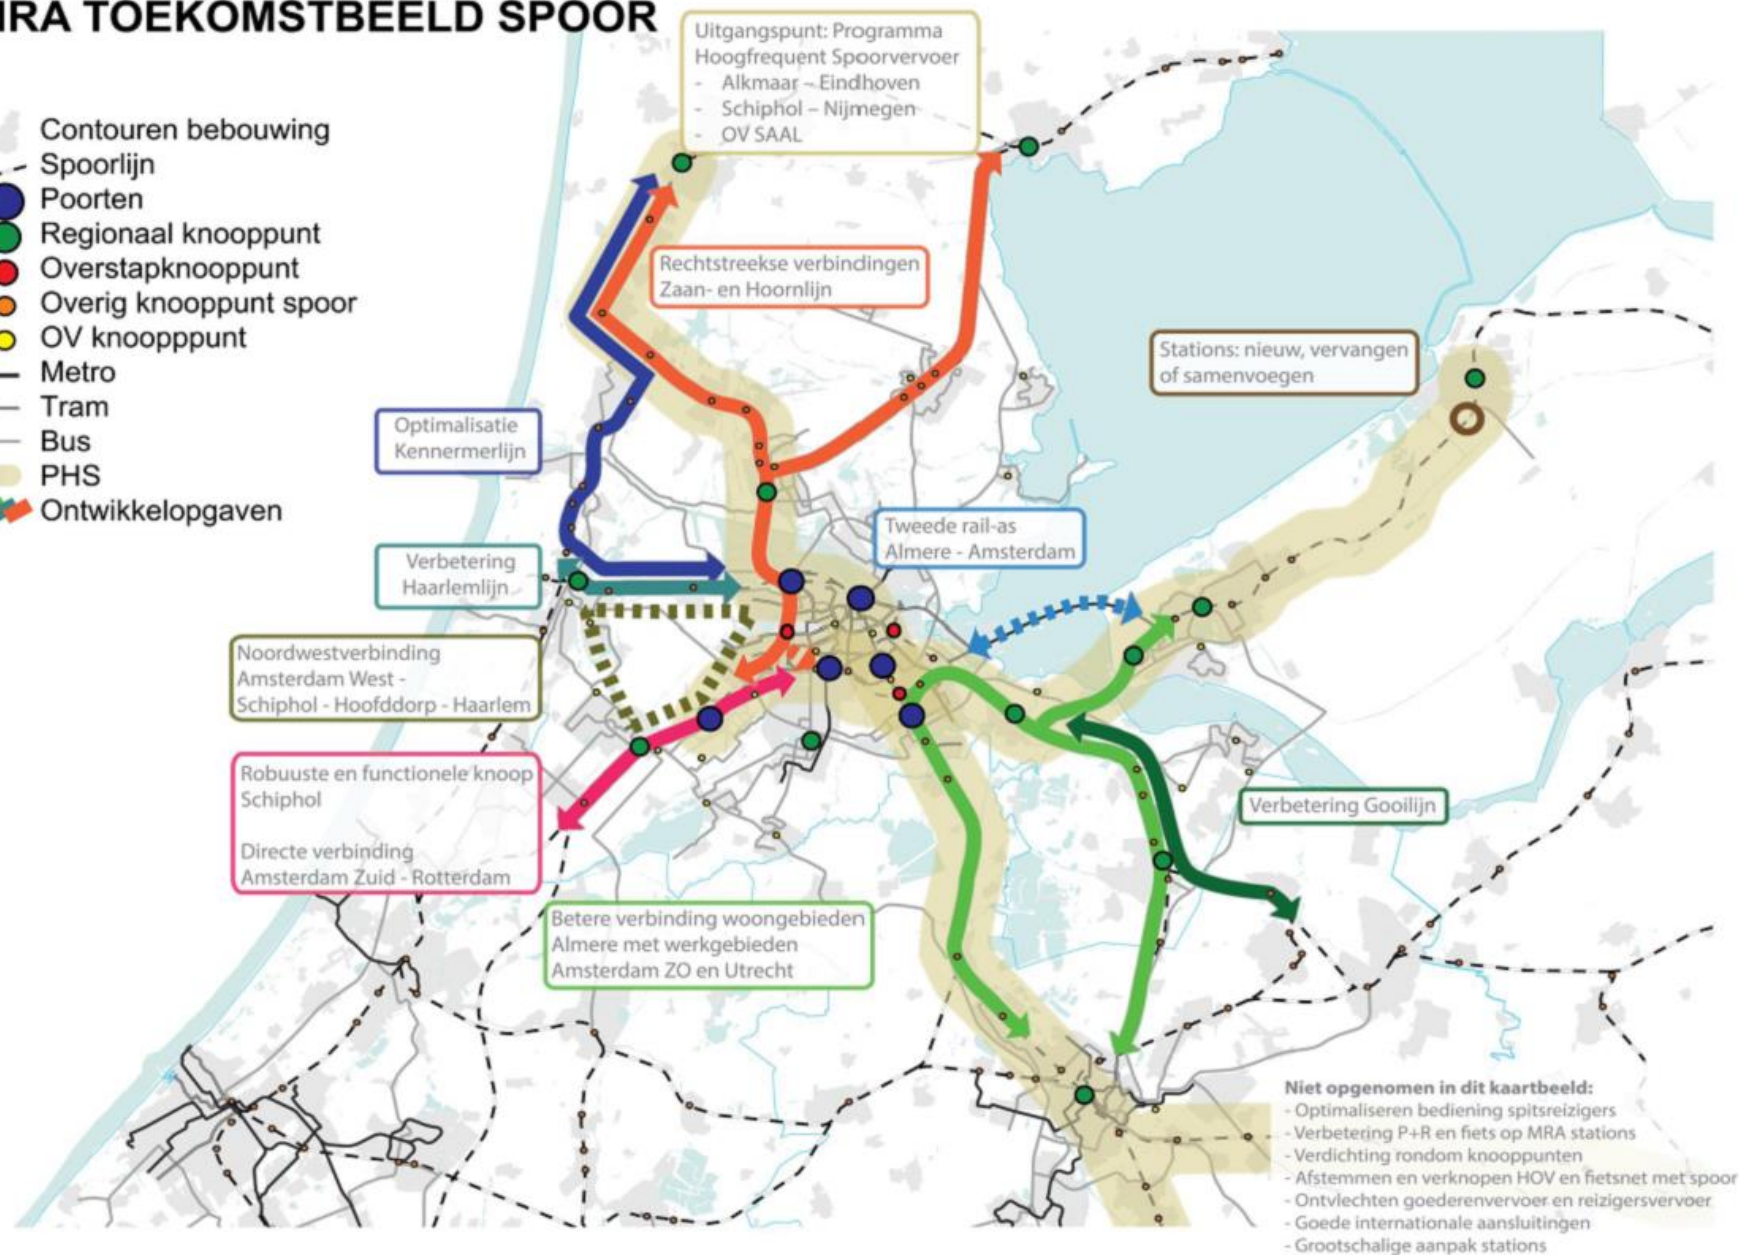 MRA TOEKOMSTBEELD SPOOR
Contouren bebouwing
Spoorlijn
Poorten
Regionaal knooppunt
Overstapknooppunt
Overig knooppunt spoor
OV knoopppunt
Metro
Tram
Bus
PHS
Ontwikkelopgaven
Uitgangspunt: Programma
Hoogfrequent Spoorvervoer
- Alkmaar – Eindhoven
- Schiphol – Nijmegen
- OV SAAL
Rechtstreekse verbindingen
Zaan- en Hoornlijn
Stations: nieuw, vervangen
of samenvoegen
Optimalisatie
Kennermerlijn
Tweede rail-as
Almere - Amsterdam
Verbetering
Haarlemlijn
Noordwestverbinding
Amsterdam West -
Schiphol - Hoofddorp - Haarlem
Robuuste en functionele knoop
Schiphol
Directe verbinding
Amsterdam Zuid - Rotterdam
Verbetering Gooilijn
Betere verbinding woongebieden
Almere met werkgebieden
Amsterdam ZO en Utrecht
Niet opgenomen in dit kaartbeeld:
- Optimaliseren bediening spitsreizigers
- Verbetering P+R en fiets op MRA stations
- Verdichting rondom knooppunten
- Afstemmen en verknopen HOV en fietsnet met spoor
- Ontvlechten goederenvervoer en reizigersvervoer
- Goede internationale aansluitingen
- Grootschalige aanpak stations